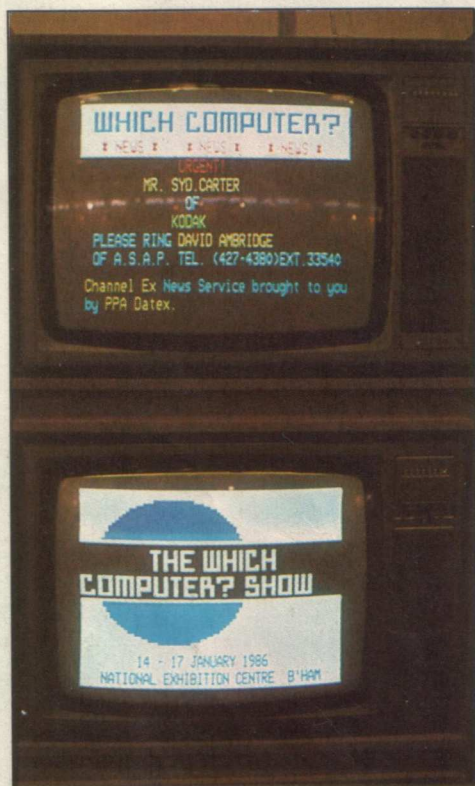 WHICH COMPUTER?
* NEWS * * NEWS * * NEWS *
URGENT!
MR. SYD.CARTER
OF
KODAK
PLEASE RING DAVID AMBRIDGE
OF A.S.A.P. TEL. (427-4380)EXT.33540
Channel Ex News Service brought to you
by PPA Datex.
THE WHICH
COMPUTER? SHOW
14 - 17 JANUARY 1986
NATIONAL EXHIBITION CENTRE B'HAM